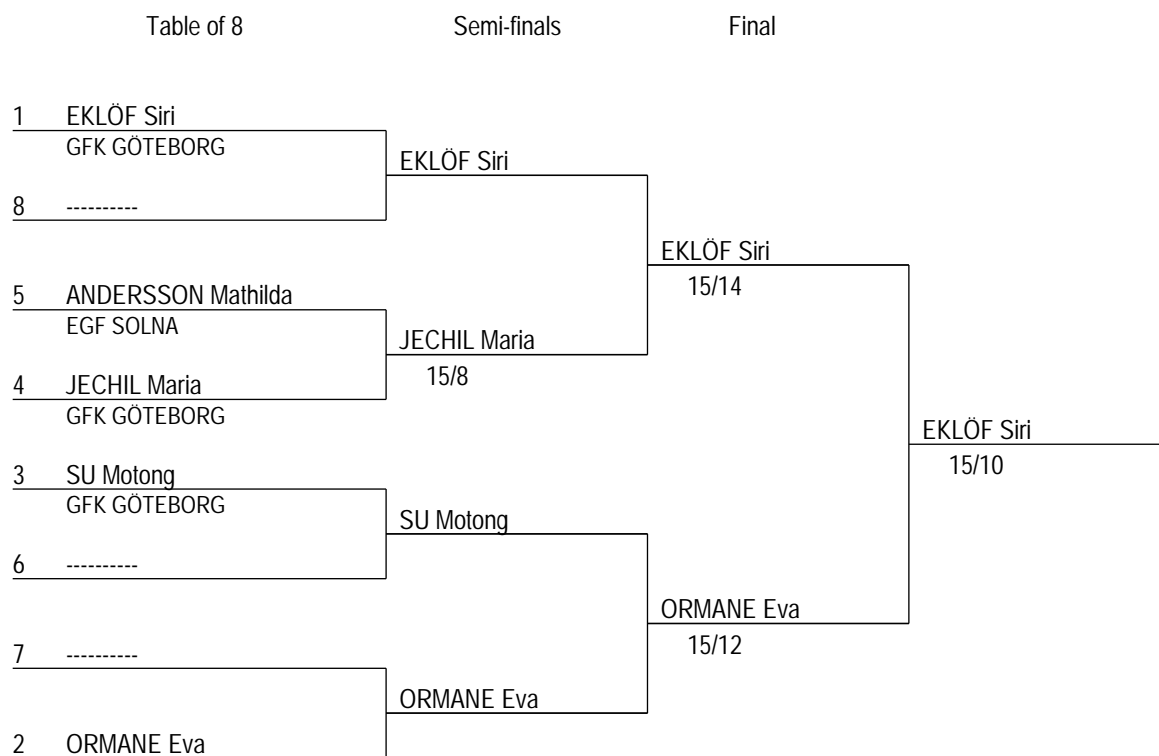 Table of 8 Semi-finals Final
1 EKLÖF Siri
GFK GÖTEBORG
EKLÖF Siri
8 ----------
EKLÖF Siri
15/14
5 ANDERSSON Mathilda
EGF SOLNA
JECHIL Maria
15/8
4 JECHIL Maria
GFK GÖTEBORG
EKLÖF Siri
15/10
3 SU Motong
GFK GÖTEBORG
SU Motong
6 ----------
ORMANE Eva
15/12
7 ----------
ORMANE Eva
2 ORMANE Eva